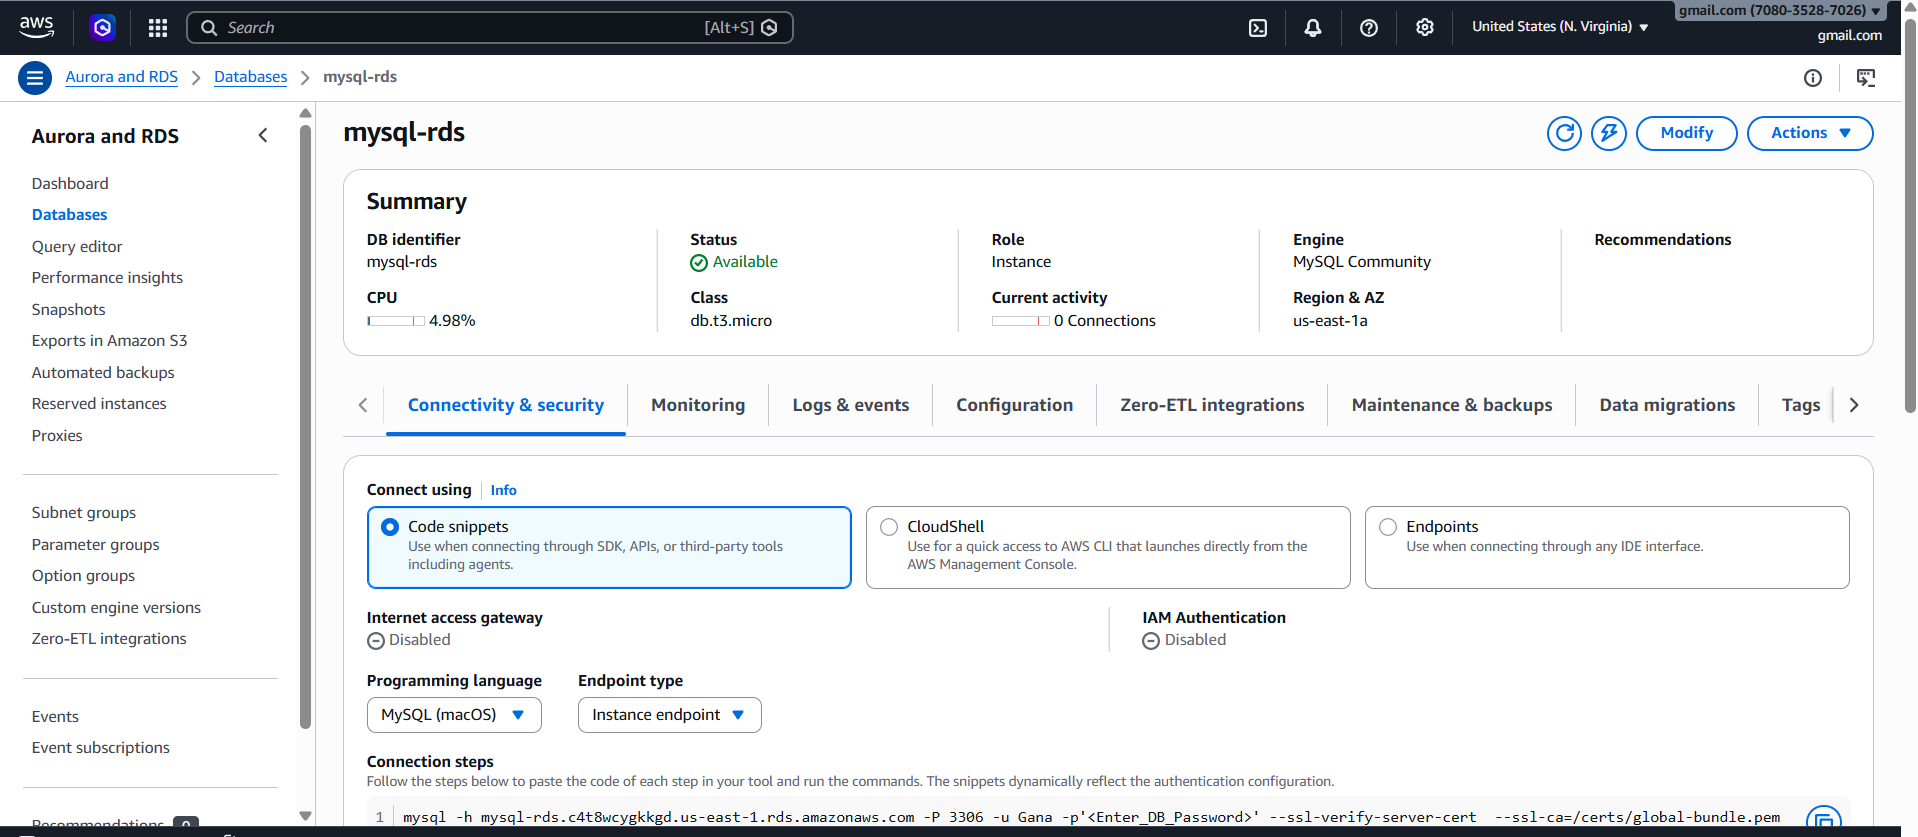 aws
Search
[Alt+S]
United States (N. Virginia)
gmail.com (7080-3528-7026)
gmail.com
Aurora and RDS
Databases
mysql-rds
Aurora and RDS
Dashboard
Databases
Query editor
Performance insights
Snapshots
Exports in Amazon S3
Automated backups
Reserved instances
Proxies
Subnet groups
Parameter groups
Option groups
Custom engine versions
Zero-ETL integrations
Events
Event subscriptions
Recommendations 0
mysql-rds
Modify
Actions
Summary
DB identifier
mysql-rds
Status
Available
Role
Instance
Engine
MySQL Community
Recommendations
CPU
4.98%
Class
db.t3.micro
Current activity
0 Connections
Region & AZ
us-east-1a
Connectivity & security
Monitoring
Logs & events
Configuration
Zero-ETL integrations
Maintenance & backups
Data migrations
Tags
Connect using
Info
Code snippets
Use when connecting through SDK, APIs, or third-party tools
including agents.
CloudShell
Use for a quick access to AWS CLI that launches directly from the
AWS Management Console.
Endpoints
Use when connecting through any IDE interface.
Internet access gateway
Disabled
IAM Authentication
Disabled
Programming language
MySQL (macOS)
Endpoint type
Instance endpoint
Connection steps
Follow the steps below to paste the code of each step in your tool and run the commands. The snippets dynamically reflect the authentication configuration.
1 mysql -h mysql-rds.c4t8wcygkkgd.us-east-1.rds.amazonaws.com -P 3306 -u Gana -p'<Enter_DB_Password>' --ssl-verify-server-cert --ssl-ca=/certs/global-bundle.pem